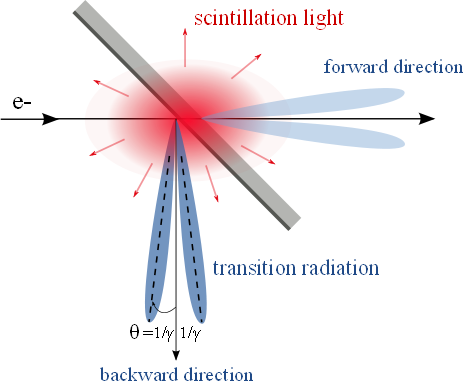 scintillation light
forward direction
e-
transition radiation
θ =1/γ 1/γ
backward direction